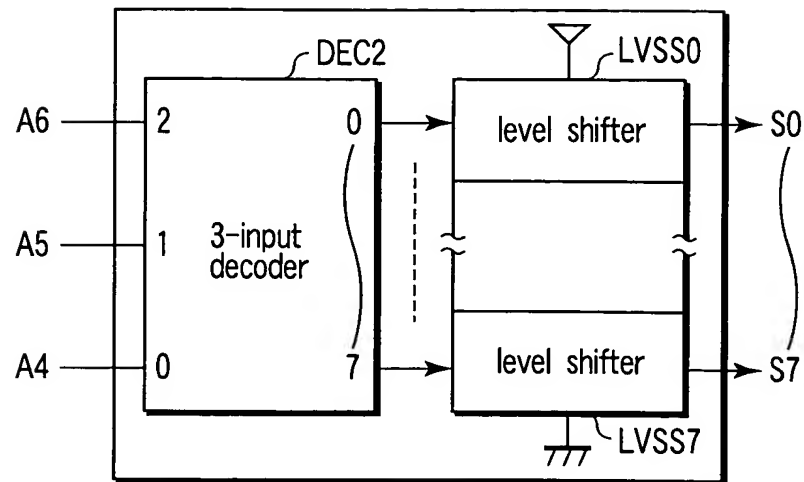 DEC2
LVSS0
A6
2
0
level shifter
S0
A5
1
3-input
decoder
A4
0
7
level shifter
S7
LVSS7